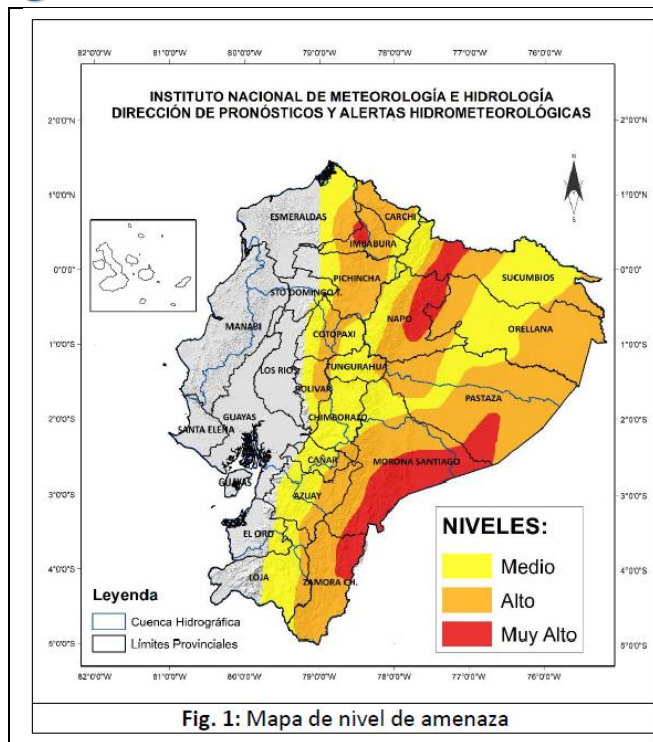 82°0'0"O 81°0'0"O 80°0'0"O 79°0'0"O 78°0'0"O 77°0'0"O 76°0'0"O
INSTITUTO NACIONAL DE METEOROLOGÍA E HIDROLOGÍA
DIRECCIÓN DE PRONÓSTICOS Y ALERTAS HIDROMETEOROLÓGICAS
2°0'0"N 2°0'0"N
N
S
1°0'0"N 1°0'0"N
ESMERALDAS
CARCHI
IMBABURA
0°0'0" 0°0'0"
PICHINCHA
SUCUMBIOS
STO DOMINGO T.
MANABI
NAPO
COTOPAXI
ORELLANA
1°0'0"S 1°0'0"S
LOS RIOS
TUNGURAHUA
BOLIVAR
PASTAZA
2°0'0"S 2°0'0"S
GUAYAS
CHIMBORAZO
SANTA ELENA
CAÑAR
MORONA SANTIAGO
GUAYAS
3°0'0"S 3°0'0"S
AZUAY
EL ORO
NIVELES:
Medio
Alto
Muy Alto
4°0'0"S 4°0'0"S
LOJA
ZAMORA CH.
Leyenda
Cuenca Hidrográfica
Límites Provinciales
5°0'0"S 5°0'0"S
82°0'0"O 81°0'0"O 80°0'0"O 79°0'0"O 78°0'0"O 77°0'0"O 76°0'0"O
Fig. 1: Mapa de nivel de amenaza